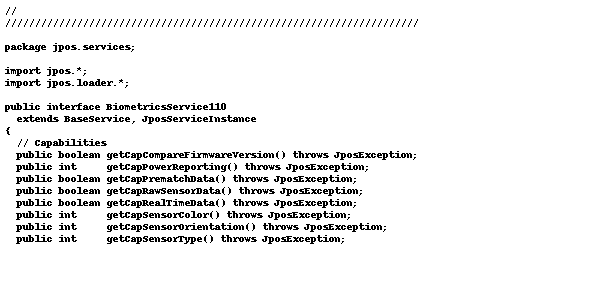 //
/////////////////////////////////////////////////////////////////////

package jpos.services;

import jpos.*;
import jpos.loader.*;

public interface BiometricsService110
  extends BaseService, JposServiceInstance
{
  // Capabilities
  public boolean getCapCompareFirmwareVersion() throws JposException;
  public int     getCapPowerReporting() throws JposException;
  public boolean getCapPrematchData() throws JposException;
  public boolean getCapRawSensorData() throws JposException;
  public boolean getCapRealTimeData() throws JposException;
  public int     getCapSensorColor() throws JposException;
  public int     getCapSensorOrientation() throws JposException;
  public int     getCapSensorType() throws JposException;